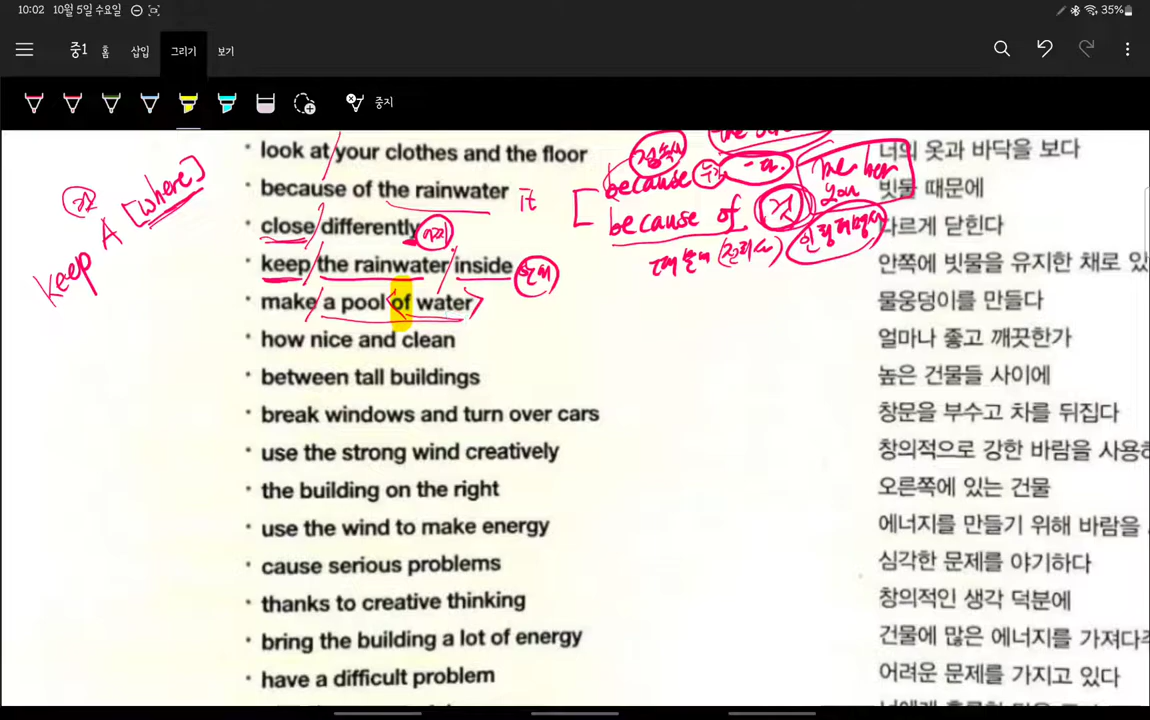 10:02 10월 5일 수요일 35%
중1 홈 삽입 그리기 보기
중지
look at your clothes and the floor 너의 옷과 바닥을 보다
because of the rainwater it 빗물 때문에
close differently 다르게 닫힌다
keep the rainwater inside 안쪽에 빗물을 유지한 채로 있
make a pool of water 물웅덩이를 만들다
how nice and clean 얼마나 좋고 깨끗한가
between tall buildings 높은 건물들 사이에
break windows and turn over cars 창문을 부수고 차를 뒤집다
use the strong wind creatively 창의적으로 강한 바람을 사용하
the building on the right 오른쪽에 있는 건물
use the wind to make energy 에너지를 만들기 위해 바람을
cause serious problems 심각한 문제를 야기하다
thanks to creative thinking 창의적인 생각 덕분에
bring the building a lot of energy 건물에 많은 에너지를 가져다주
have a difficult problem 어려운 문제를 가지고 있다
keep A [where]
접속사
because
because of 것
you